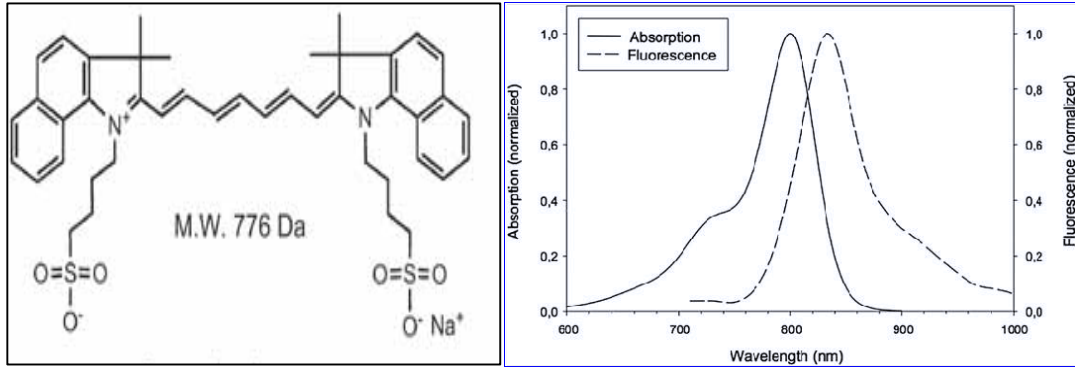 N⁺
N
M.W. 776 Da
O=S=O
O=S=O
O⁻
O⁻ Na⁺
Absorption
Fluorescence
Absorption (normalized)
1,0
0,8
0,6
0,4
0,2
0,0
Fluorescence (normalized)
1,0
0,8
0,6
0,4
0,2
0,0
600
700
800
900
1000
Wavelength (nm)